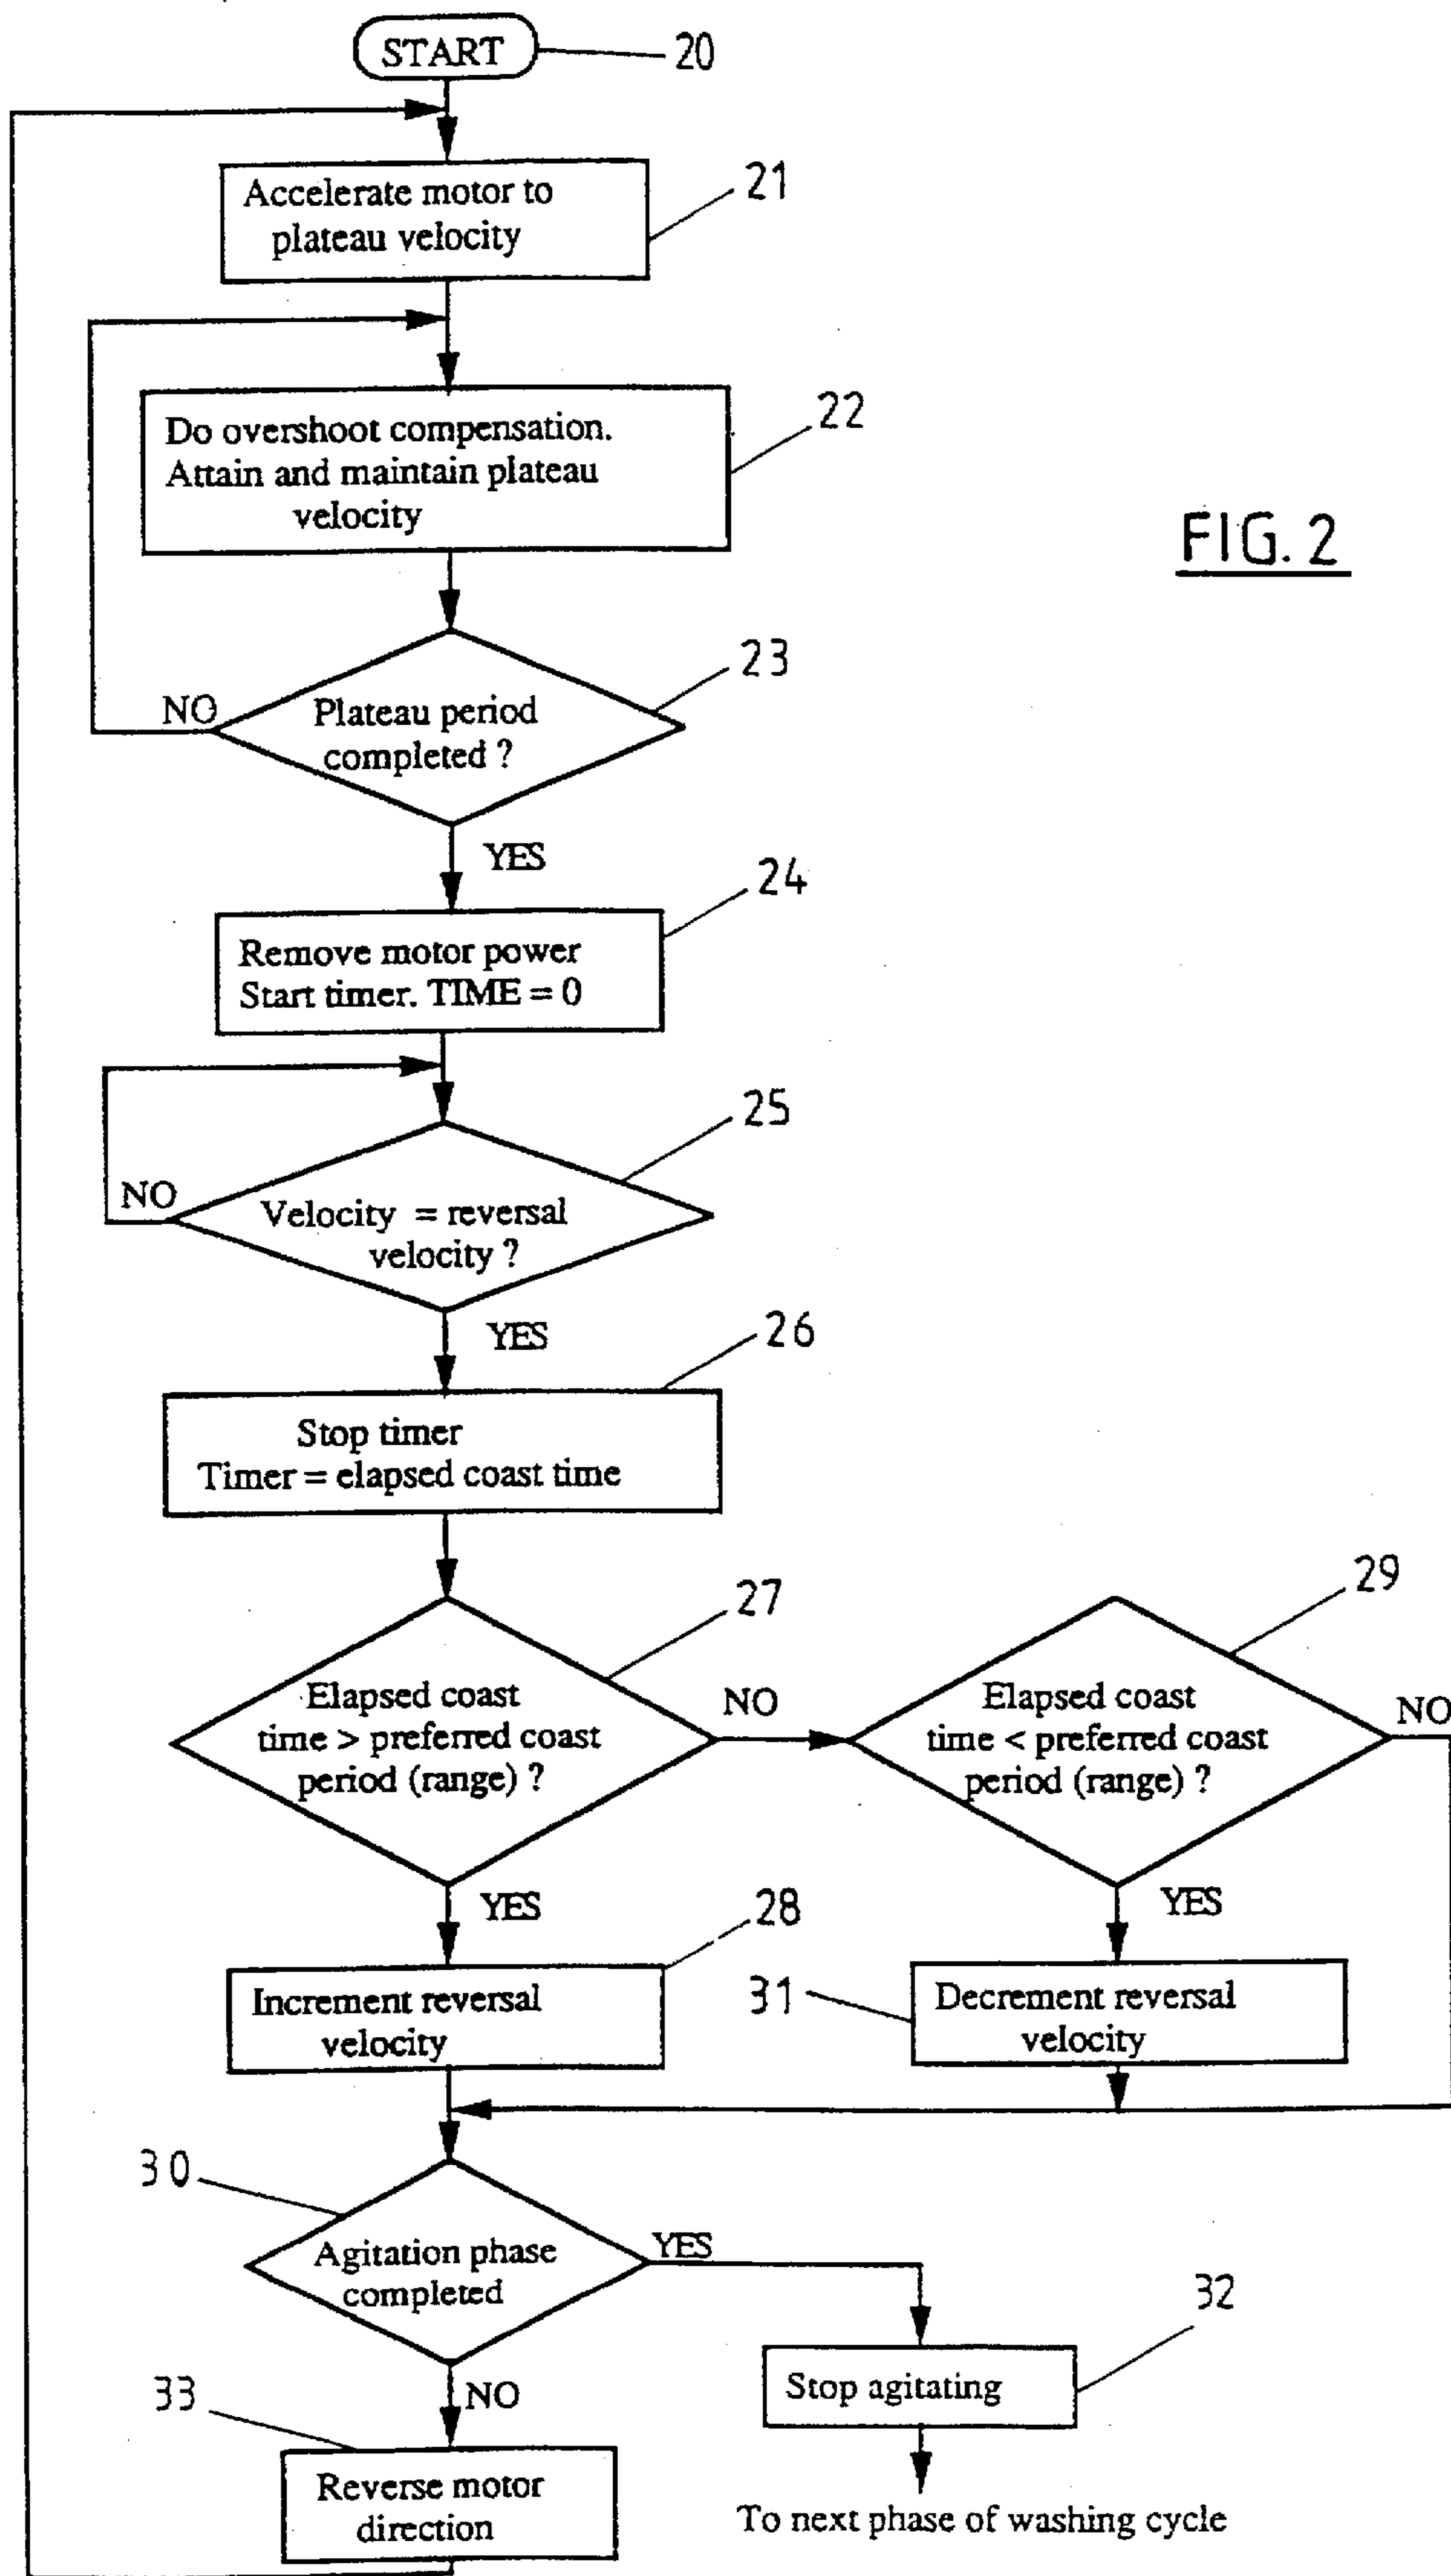 START
20
Accelerate motor to
plateau velocity
21
Do overshoot compensation.
Attain and maintain plateau
velocity
22
FIG. 2
Plateau period
completed ?
23
NO
YES
Remove motor power
Start timer. TIME = 0
24
Velocity = reversal
velocity ?
25
NO
YES
Stop timer
Timer = elapsed coast time
26
Elapsed coast
time > preferred coast
period (range) ?
27
NO
YES
Elapsed coast
time < preferred coast
period (range) ?
29
NO
YES
Increment reversal
velocity
28
Decrement reversal
velocity
31
Agitation phase
completed
30
YES
NO
Stop agitating
32
Reverse motor
direction
33
To next phase of washing cycle